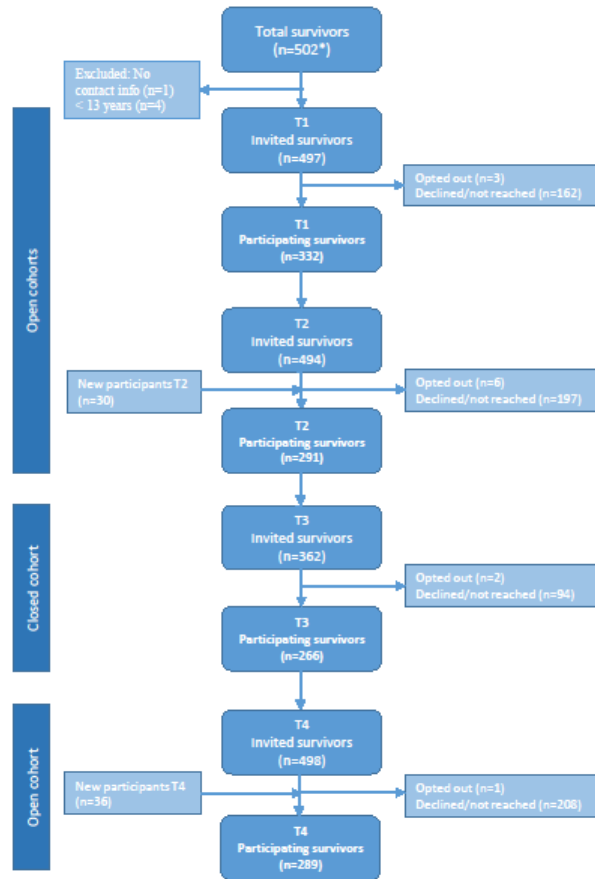 Total survivors
(n=502*)
Excluded: No
contact info (n=1)
< 13 years (n=4)
Open cohorts
T1
Invited survivors
(n=497)
Opted out (n=3)
Declined/not reached (n=162)
T1
Participating survivors
(n=332)
T2
Invited survivors
(n=494)
New participants T2
(n=30)
Opted out (n=6)
Declined/not reached (n=197)
T2
Participating survivors
(n=291)
Closed cohort
T3
Invited survivors
(n=362)
Opted out (n=2)
Declined/not reached (n=94)
T3
Participating survivors
(n=266)
Open cohort
T4
Invited survivors
(n=498)
New participants T4
(n=36)
Opted out (n=1)
Declined/not reached (n=208)
T4
Participating survivors
(n=289)